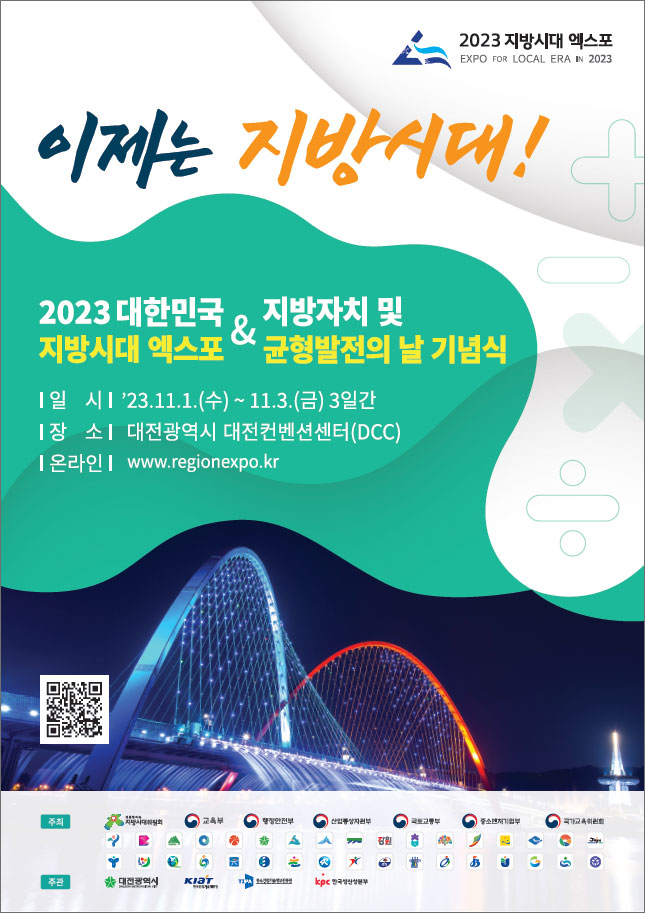 2023 지방시대 엑스포
EXPO FOR LOCAL ERA IN 2023
이제는 지방시대!
2023 대한민국
지방시대 엑스포
&
지방자치 및
균형발전의 날 기념식
I 일 시 I ’23.11.1.(수) ~ 11.3.(금) 3일간
I 장 소 I 대전광역시 대전컨벤션센터(DCC)
I 온라인 I www.regionexpo.kr
주최
지방시대위원회
교육부
행정안전부
산업통상자원부
국토교통부
중소벤처기업부
국가교육위원회
주관
대전광역시
KIAT
kpc 한국생산성본부